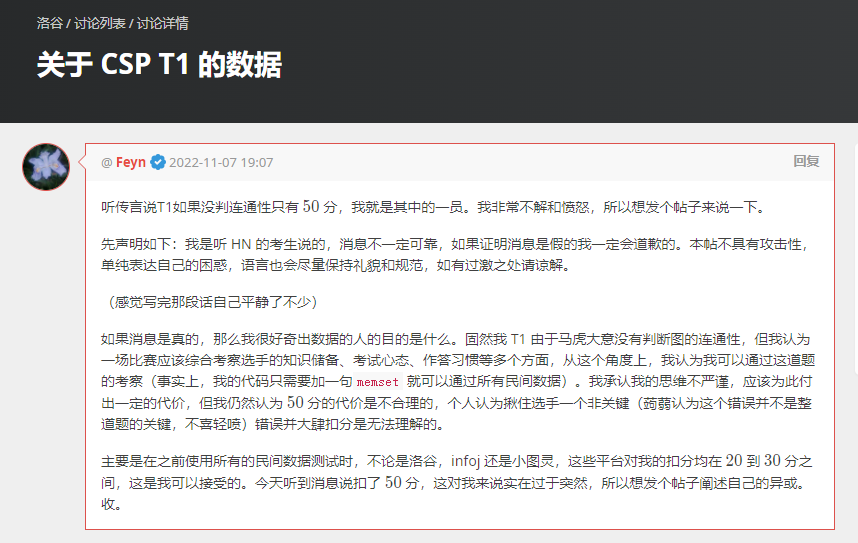 洛谷 / 讨论列表 / 讨论详情
关于 CSP T1 的数据
@ Feyn 2022-11-07 19:07
回复
听传言说T1如果没判连通性只有 50 分，我就是其中的一员。我非常不解和愤怒，所以想发个帖子来说一下。
先声明如下：我是听 HN 的考生说的，消息不一定可靠，如果证明消息是假的我一定会道歉的。本帖不具有攻击性，
单纯表达自己的困惑，语言也会尽量保持礼貌和规范，如有过激之处请谅解。
（感觉写完那段话自己平静了不少）
如果消息是真的，那么我很好奇出数据的人的目的是什么。固然我 T1 由于马虎大意没有判断图的连通性，但我认为
一场比赛应该综合考察选手的知识储备、考试心态、作答习惯等多个方面，从这个角度上，我认为我可以通过这道题
的考察（事实上，我的代码只需要加一句 memset 就可以通过所有民间数据）。我承认我的思维不严谨，应该为此付
出一定的代价，但我仍然认为 50 分的代价是不合理的，个人认为揪住选手一个非关键（蒟蒻认为这个错误并不是整
道题的关键，不喜轻喷）错误并大肆扣分是无法理解的。
主要是在之前使用所有的民间数据测试时，不论是洛谷，infoj 还是小图灵，这些平台对我的扣分均在 20 到 30 分之
间，这是我可以接受的。今天听到消息说扣了 50 分，这对我来说实在过于突然，所以想发个帖子阐述自己的异或。
收。